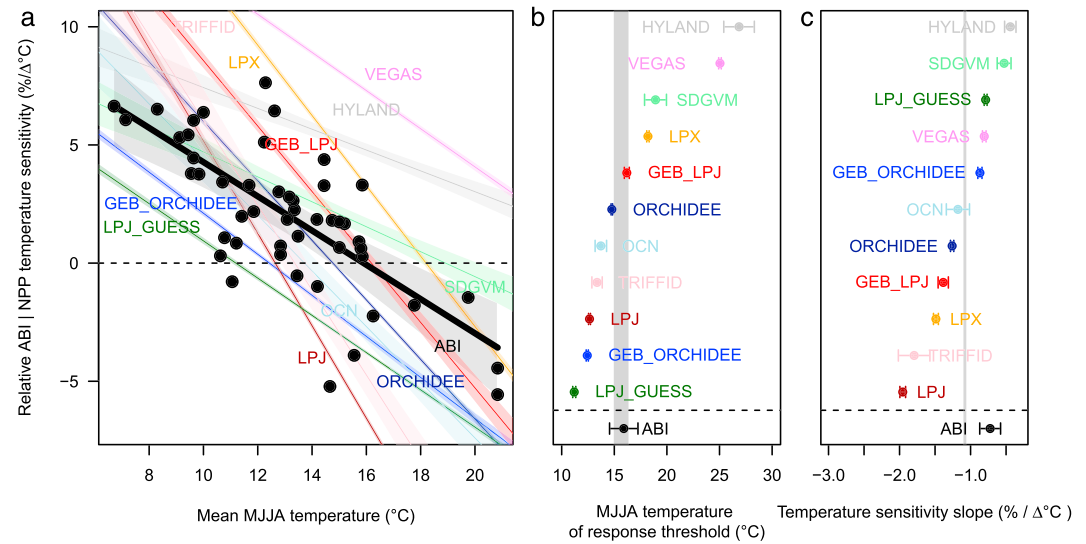 a
Relative ABI | NPP temperature sensitivity (%/Δ°C)
10
5
0
−5
TRIFFID
LPX
VEGAS
HYLAND
GEB_LPJ
GEB_ORCHIDEE
LPJ_GUESS
SDGVM
OCN
ABI
LPJ
ORCHIDEE
8 10 12 14 16 18 20
Mean MJJA temperature (°C)
b
HYLAND
VEGAS
SDGVM
LPX
GEB_LPJ
ORCHIDEE
OCN
TRIFFID
LPJ
GEB_ORCHIDEE
LPJ_GUESS
ABI
10 15 20 25 30
MJJA temperature
of response threshold (°C)
c
HYLAND
SDGVM
LPJ_GUESS
VEGAS
GEB_ORCHIDEE
OCN
ORCHIDEE
GEB_LPJ
LPX
TRIFFID
LPJ
ABI
−3.0 −2.0 −1.0
Temperature sensitivity slope (% / Δ°C )